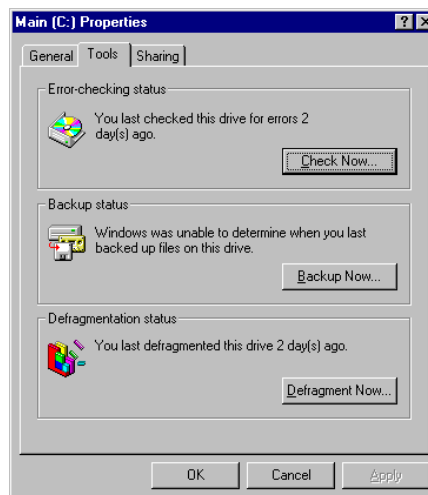 Main (C:) Properties
General Tools Sharing
Error-checking status
You last checked this drive for errors 2
day(s) ago.
Check Now...
Backup status
Windows was unable to determine when you last
backed up files on this drive.
Backup Now...
Defragmentation status
You last defragmented this drive 2 day(s) ago.
Defragment Now...
OK Cancel Apply